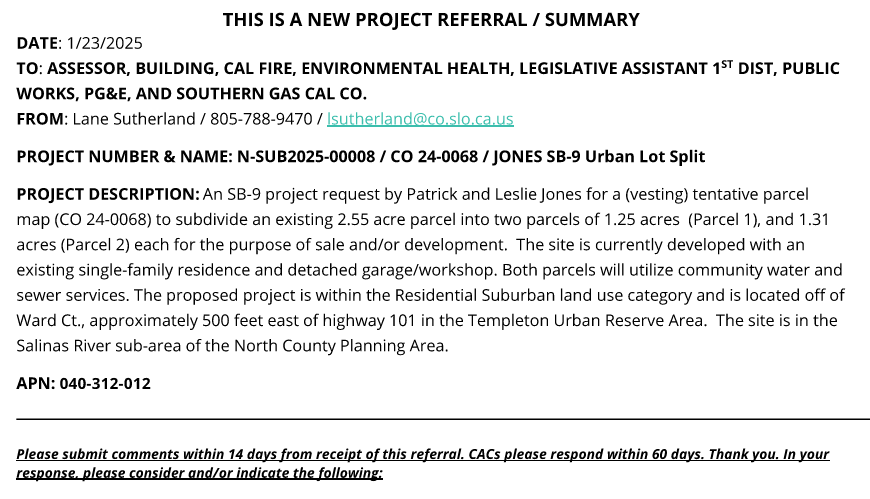 THIS IS A NEW PROJECT REFERRAL / SUMMARY
DATE: 1/23/2025
TO: ASSESSOR, BUILDING, CAL FIRE, ENVIRONMENTAL HEALTH, LEGISLATIVE ASSISTANT 1ST DIST, PUBLIC
WORKS, PG&E, AND SOUTHERN GAS CAL CO.
FROM: Lane Sutherland / 805-788-9470 / lsutherland@co.slo.ca.us
PROJECT NUMBER & NAME: N-SUB2025-00008 / CO 24-0068 / JONES SB-9 Urban Lot Split
PROJECT DESCRIPTION: An SB-9 project request by Patrick and Leslie Jones for a (vesting) tentative parcel
map (CO 24-0068) to subdivide an existing 2.55 acre parcel into two parcels of 1.25 acres  (Parcel 1), and 1.31
acres (Parcel 2) each for the purpose of sale and/or development.  The site is currently developed with an
existing single-family residence and detached garage/workshop. Both parcels will utilize community water and
sewer services. The proposed project is within the Residential Suburban land use category and is located off of
Ward Ct., approximately 500 feet east of highway 101 in the Templeton Urban Reserve Area.  The site is in the
Salinas River sub-area of the North County Planning Area.
APN: 040-312-012
Please submit comments within 14 days from receipt of this referral. CACs please respond within 60 days. Thank you. In your
response, please consider and/or indicate the following: